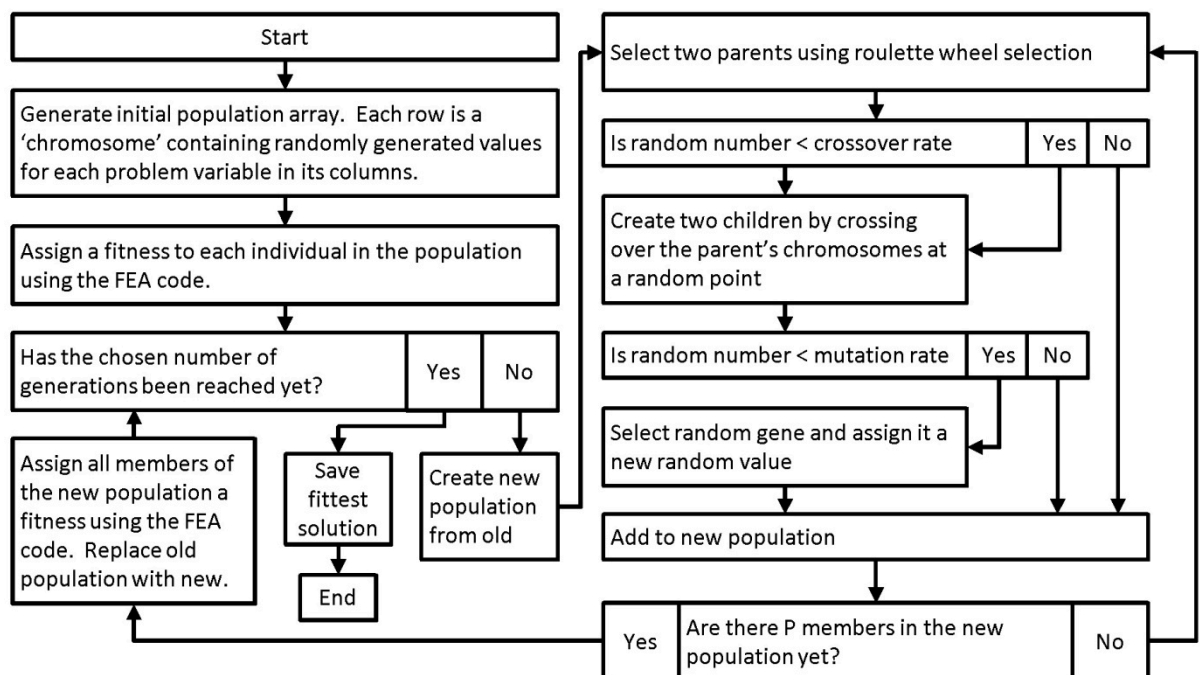 Start
Generate initial population array. Each row is a
‘chromosome’ containing randomly generated values
for each problem variable in its columns.
Assign a fitness to each individual in the population
using the FEA code.
Has the chosen number of
generations been reached yet?
Yes
No
Assign all members of
the new population a
fitness using the FEA
code. Replace old
population with new.
Save
fittest
solution
End
Create new
population
from old
Select two parents using roulette wheel selection
Is random number < crossover rate
Yes
No
Create two children by crossing
over the parent’s chromosomes at
a random point
Is random number < mutation rate
Yes
No
Select random gene and assign it a
new random value
Add to new population
Yes
Are there P members in the new
population yet?
No